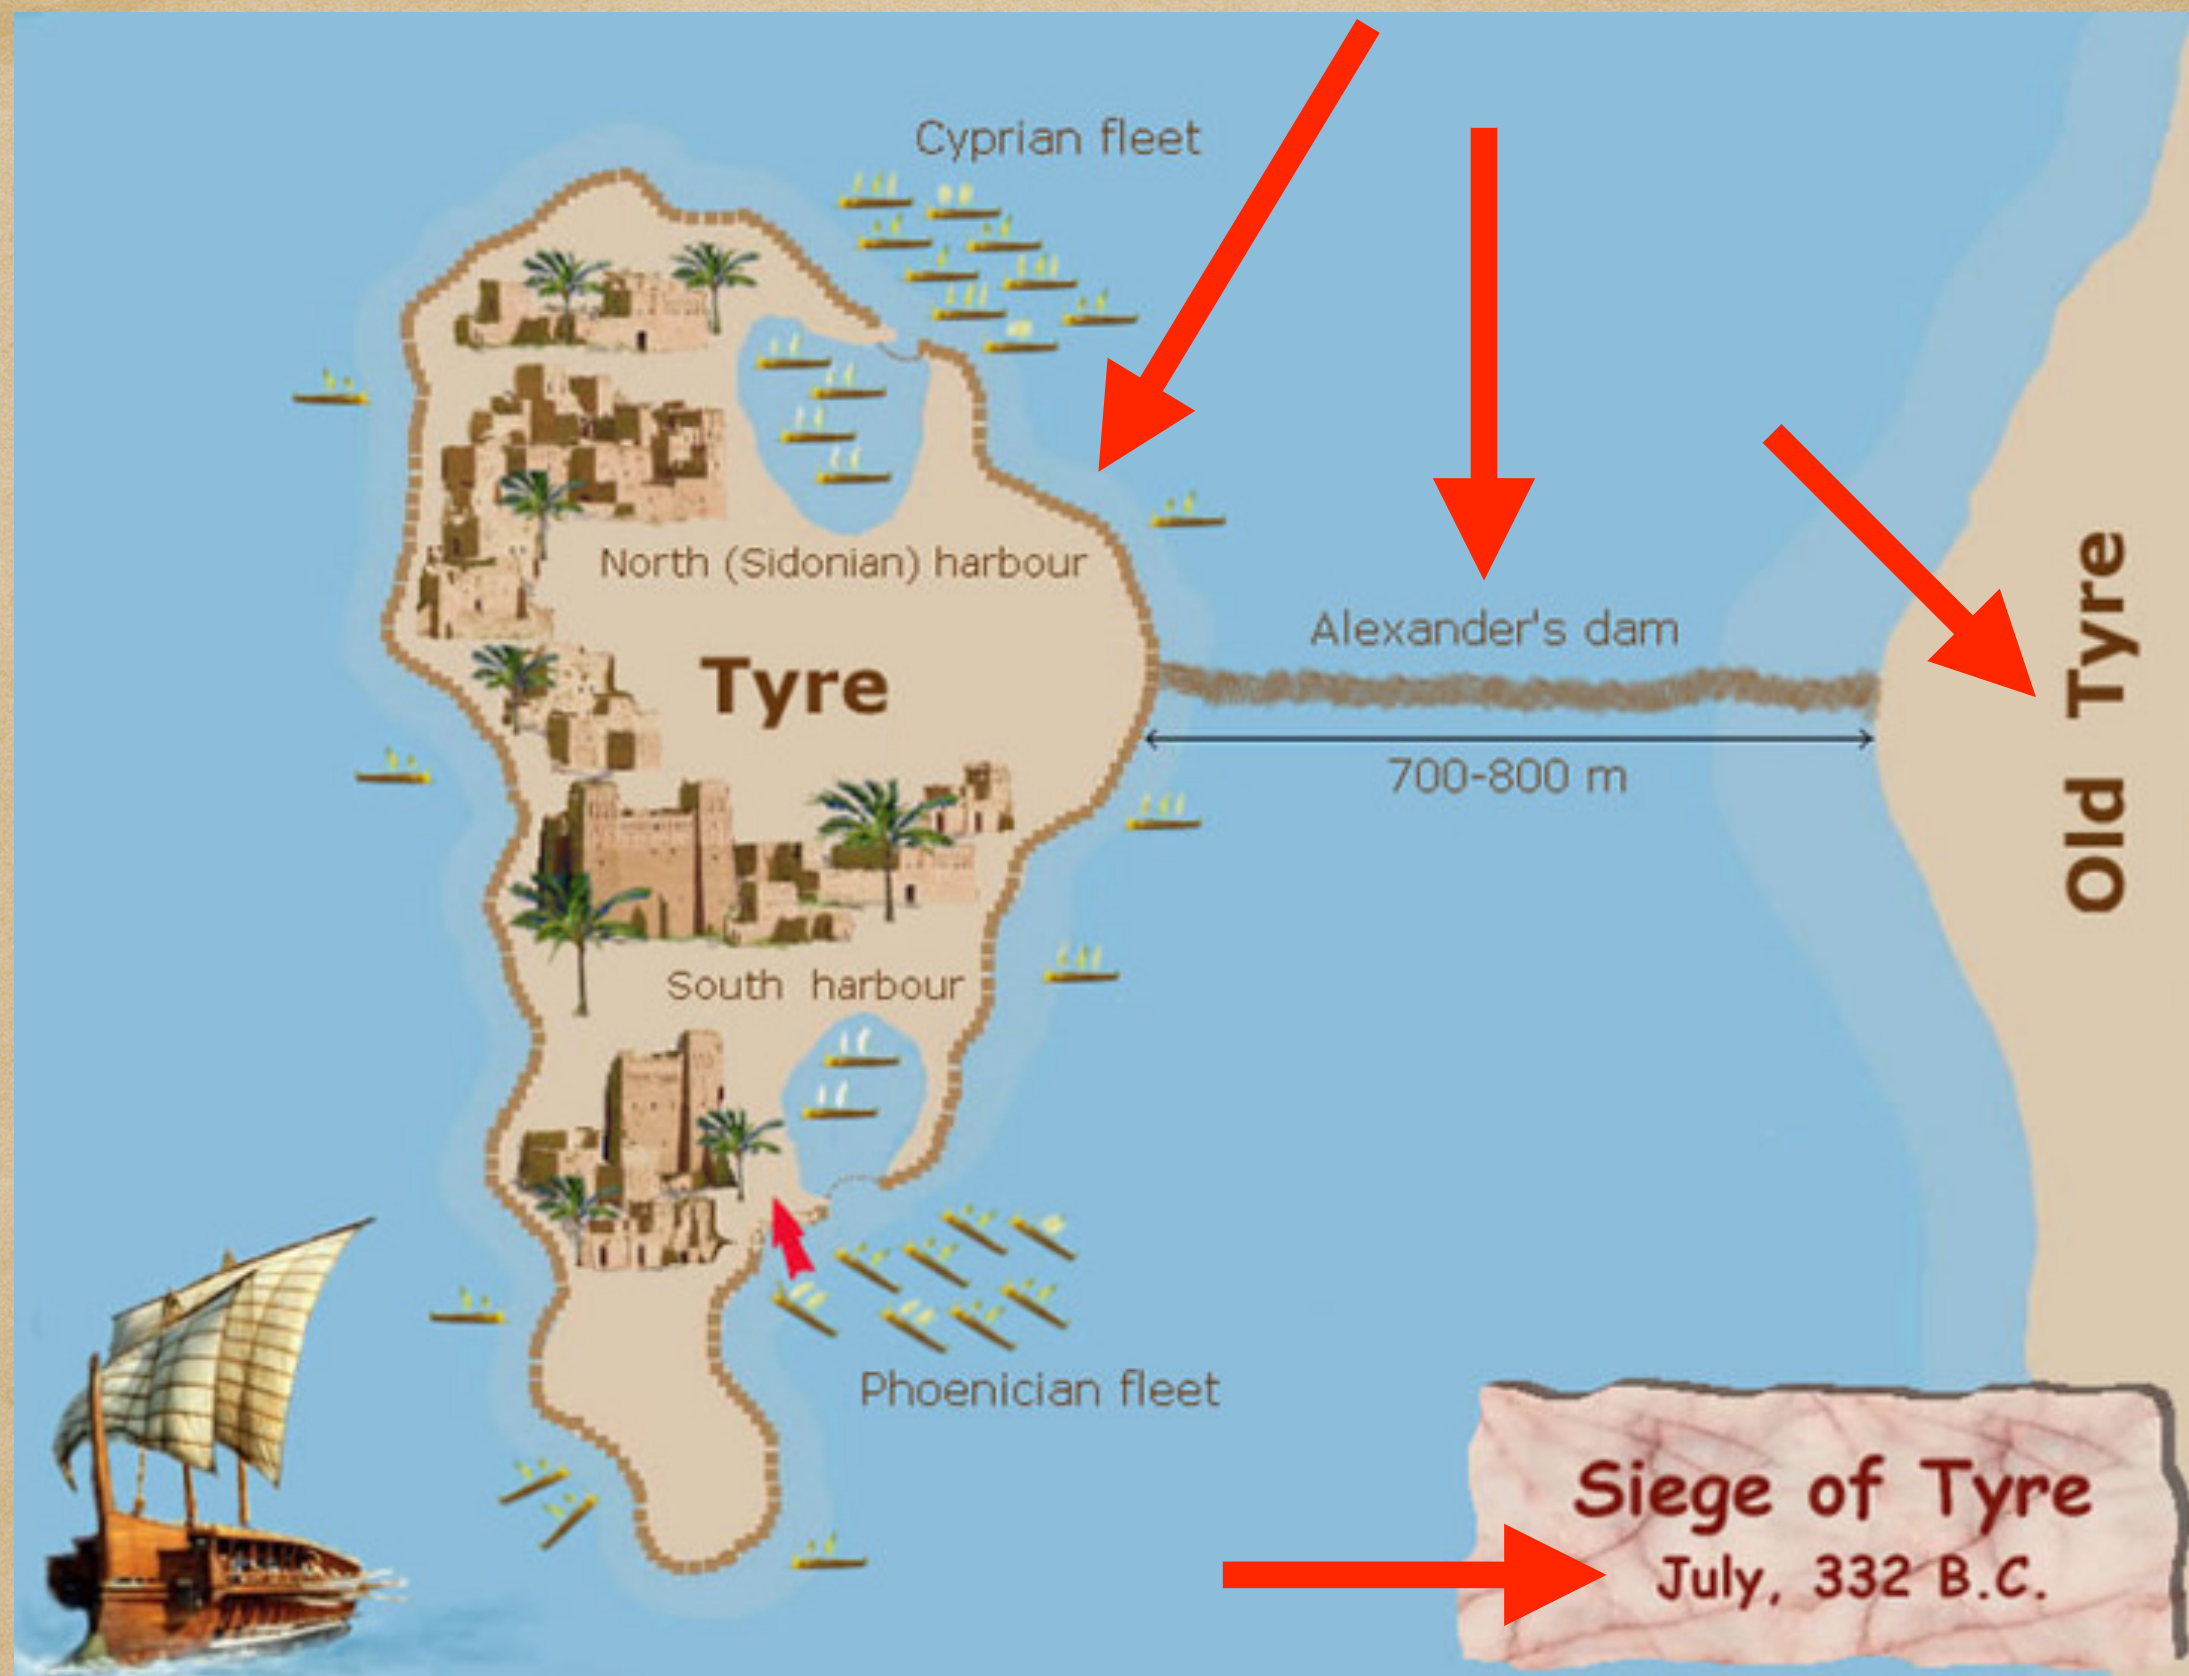 Cyprian fleet
North (Sidonian) harbour
Alexander's dam
Tyre
700-800 m
Old Tyre
South harbour
Phoenician fleet
Siege of Tyre
July, 332 B.C.